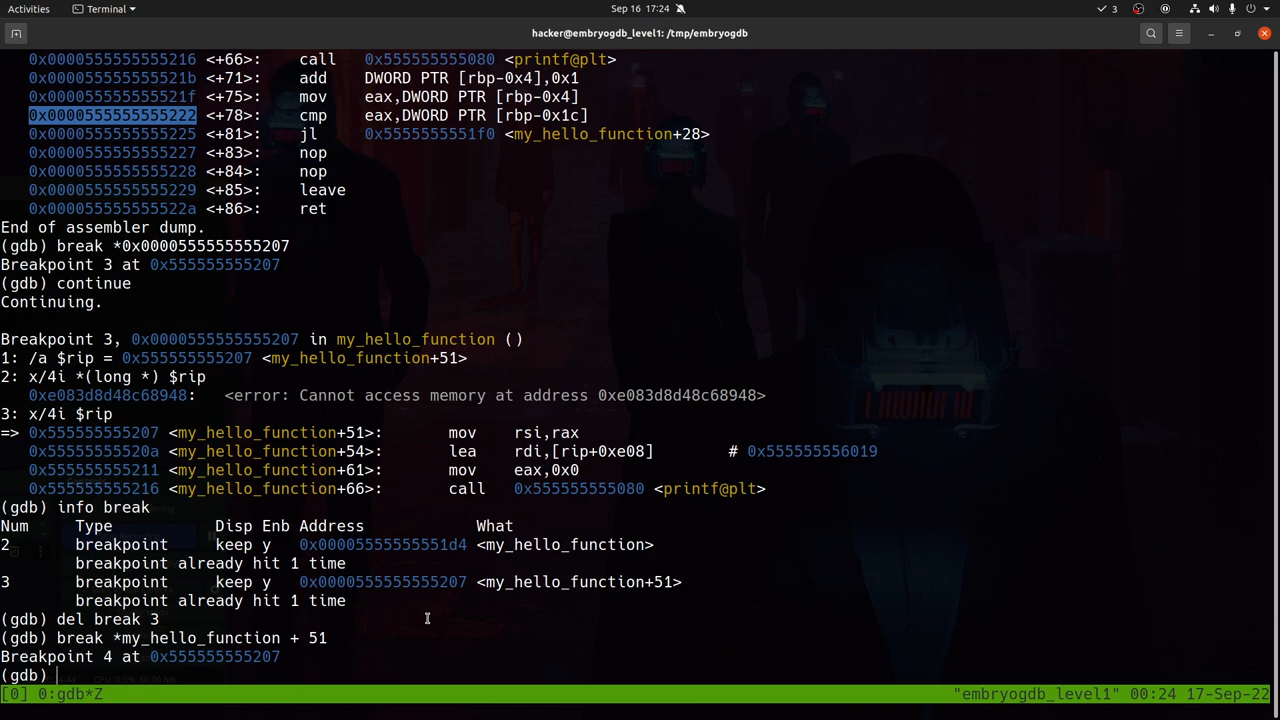 Activities Terminal Sep 16 17:24 3
hacker@embryogdb_level1: /tmp/embryogdb
0x0000555555555216 <+66>: call 0x555555555080 <printf@plt>
0x000055555555521b <+71>: add DWORD PTR [rbp-0x4],0x1
0x000055555555521f <+75>: mov eax,DWORD PTR [rbp-0x4]
0x0000555555555222 <+78>: cmp eax,DWORD PTR [rbp-0x1c]
0x0000555555555225 <+81>: jl 0x5555555551f0 <my_hello_function+28>
0x0000555555555227 <+83>: nop
0x0000555555555228 <+84>: nop
0x0000555555555229 <+85>: leave
0x000055555555522a <+86>: ret
End of assembler dump.
(gdb) break *0x0000555555555207
Breakpoint 3 at 0x555555555207
(gdb) continue
Continuing.
Breakpoint 3, 0x0000555555555207 in my_hello_function ()
1: /a $rip = 0x555555555207 <my_hello_function+51>
2: x/4i *(long *) $rip
0xe083d8d48c68948: <error: Cannot access memory at address 0xe083d8d48c68948>
3: x/4i $rip
=> 0x555555555207 <my_hello_function+51>: mov rsi,rax
0x55555555520a <my_hello_function+54>: lea rdi,[rip+0xe08] # 0x555555556019
0x555555555211 <my_hello_function+61>: mov eax,0x0
0x555555555216 <my_hello_function+66>: call 0x555555555080 <printf@plt>
(gdb) info break
Num Type Disp Enb Address What
2 breakpoint keep y 0x00005555555551d4 <my_hello_function>
breakpoint already hit 1 time
3 breakpoint keep y 0x0000555555555207 <my_hello_function+51>
breakpoint already hit 1 time
(gdb) del break 3
(gdb) break *my_hello_function + 51
Breakpoint 4 at 0x555555555207
(gdb)
[0] 0:gdb*Z "embryogdb_level1" 00:24 17-Sep-22